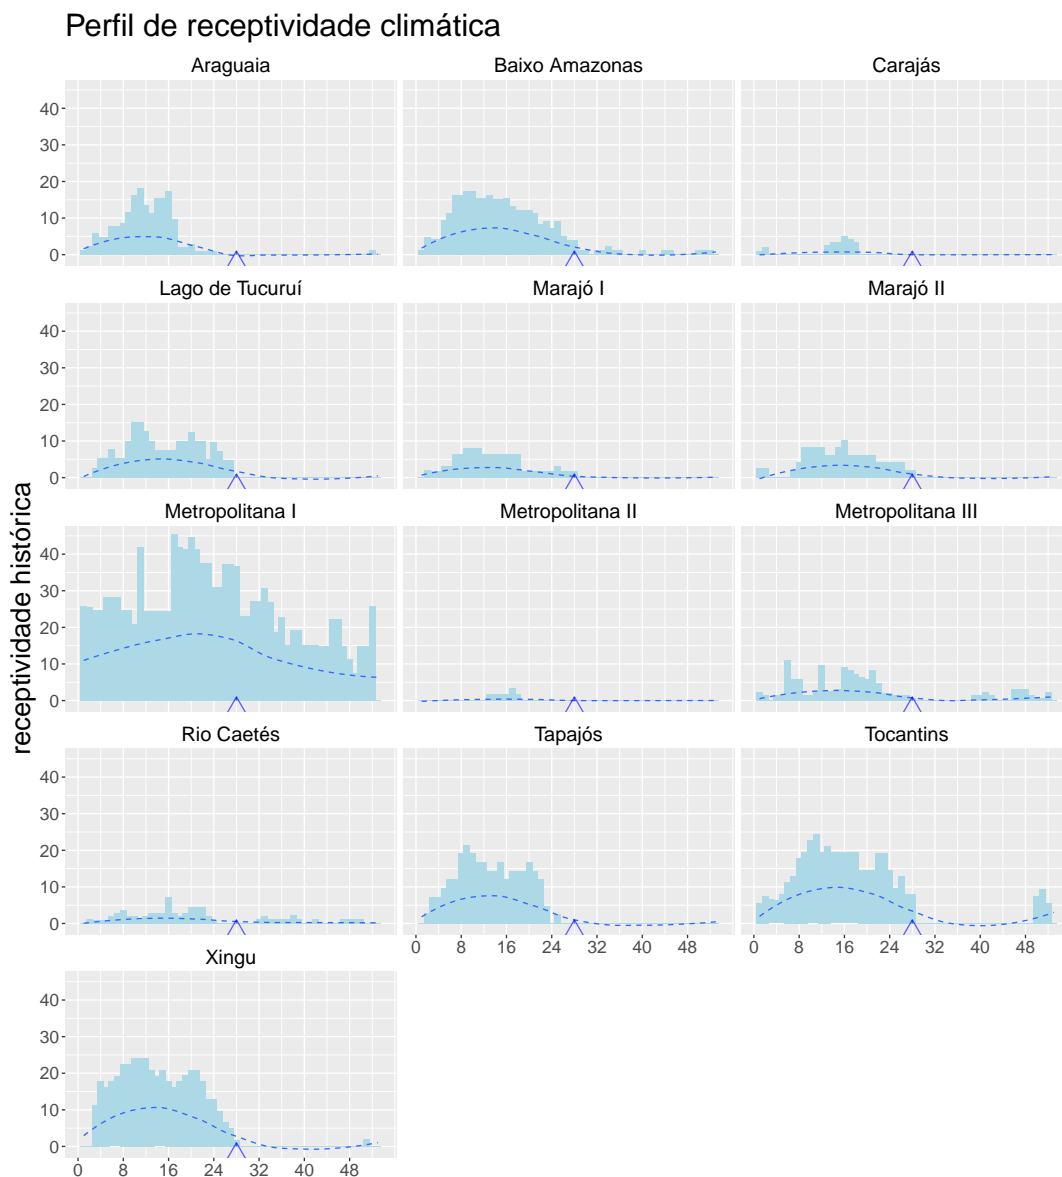 Perfil de receptividade climática
Araguaia Baixo Amazonas Carajás
40
30
20
10
0
Lago de Tucuruí Marajó I Marajó II
40
30
20
10
0
receptividade histórica
Metropolitana I Metropolitana II Metropolitana III
40
30
20
10
0
Rio Caetés Tapajós Tocantins
40
30
20
10
0
0 8 16 24 32 40 48 0 8 16 24 32 40 48
Xingu
40
30
20
10
0
0 8 16 24 32 40 48